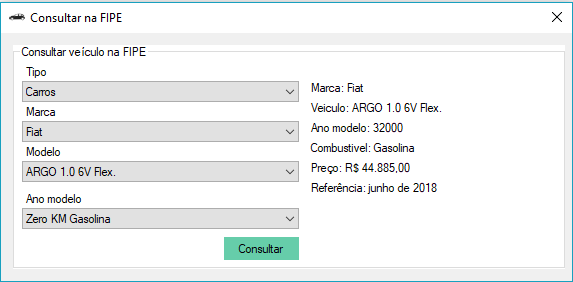 Consultar na FIPE
Consultar veículo na FIPE
Tipo
Carros
Marca
Fiat
Modelo
ARGO 1.0 6V Flex.
Ano modelo
Zero KM Gasolina
Consultar
Marca: Fiat
Veiculo: ARGO 1.0 6V Flex.
Ano modelo: 32000
Combustivel: Gasolina
Preço: R$ 44.885,00
Referência: junho de 2018